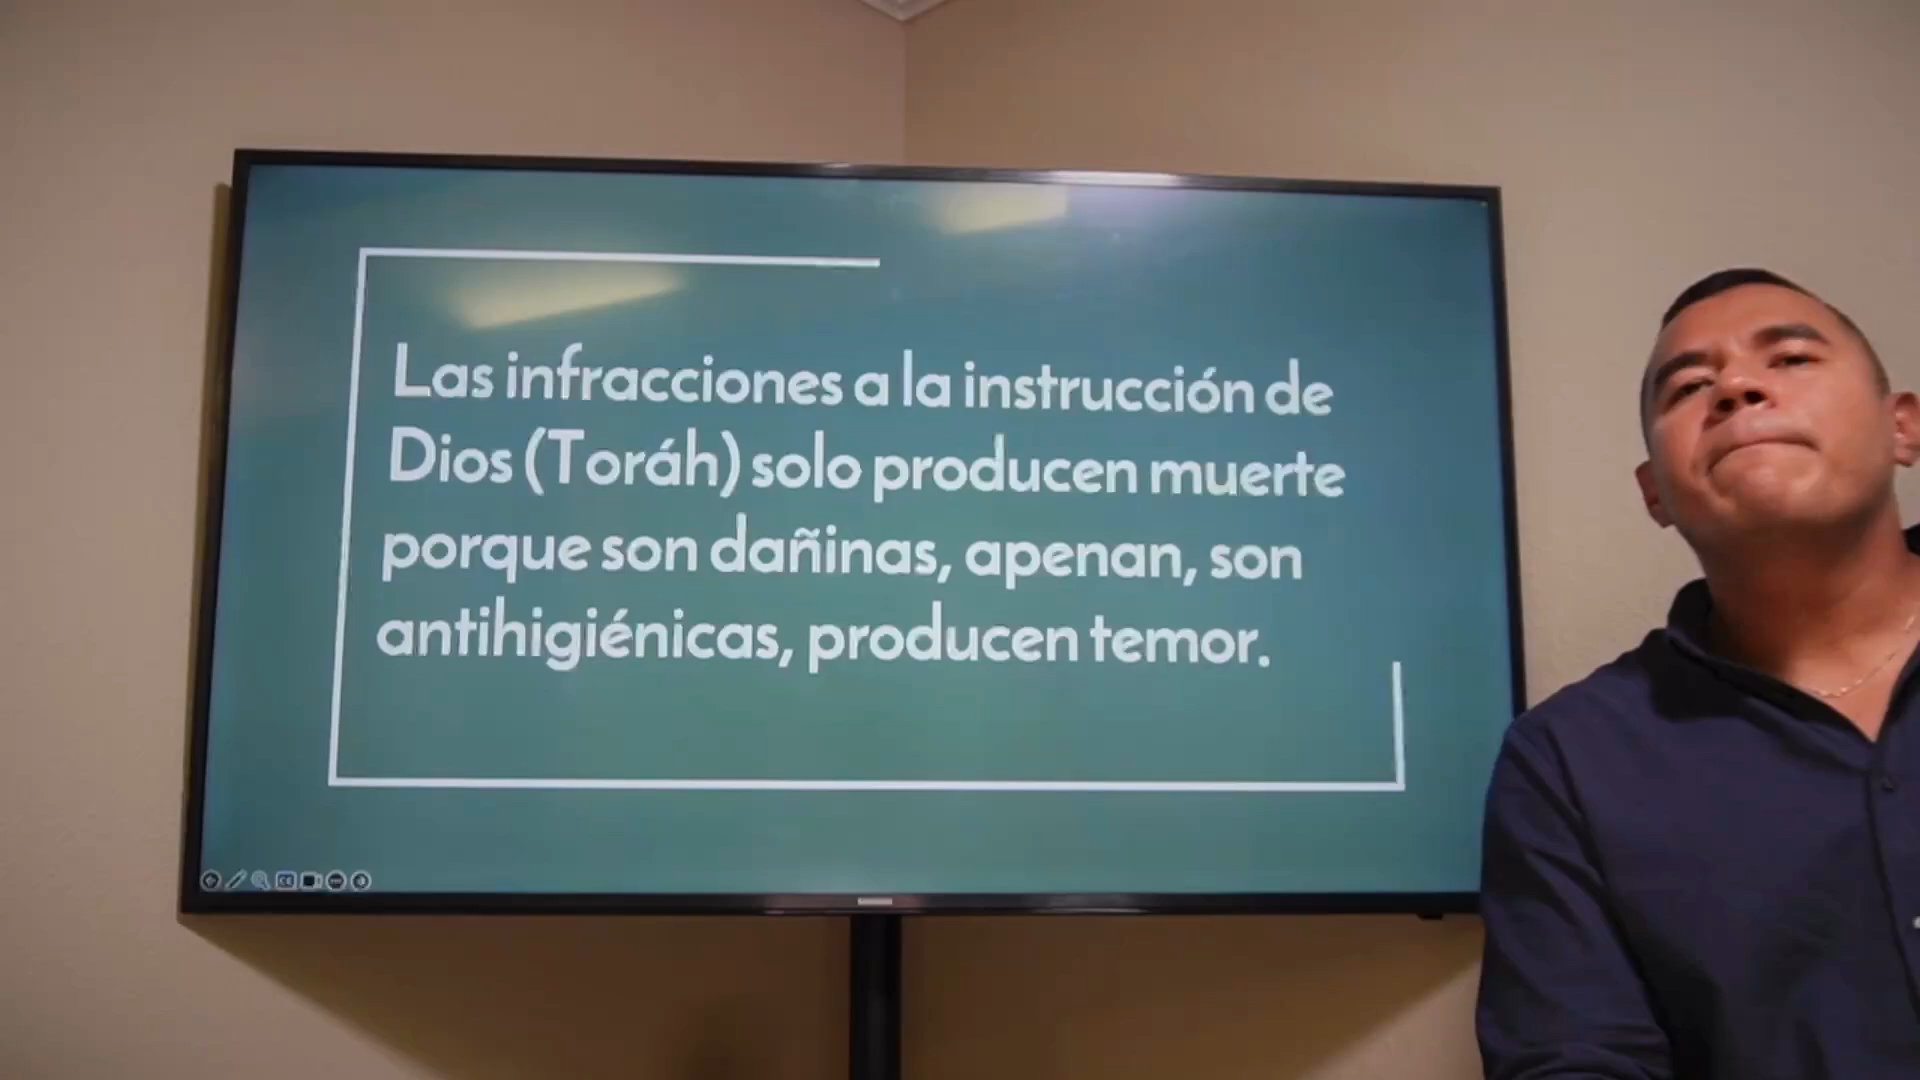 Las infracciones a la instrucción de
Dios (Toráh) solo producen muerte
porque son dañinas, apenan, son
antihigiénicas, producen temor.